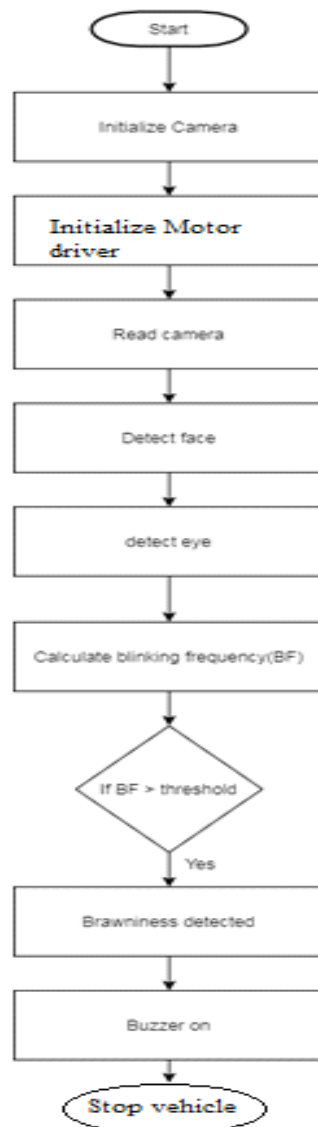 Start
Initialize Camera
Initialize Motor
driver
Read camera
Detect face
detect eye
Calculate blinking frequency(BF)
If BF > threshold
Yes
Brawniness detected
Buzzer on
Stop vehicle